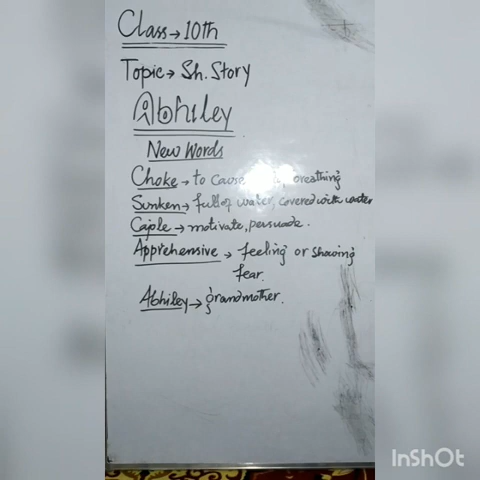 Class → 10th
Topic → Sh. Story
Abhiley
New Words
Choke → to cause breathing
Sunken → full of water, covered with water
Cajole → motivate, persuade.
Apprehensive → feeling or showing
fear.
Abhiley → grandmother.
InShOt